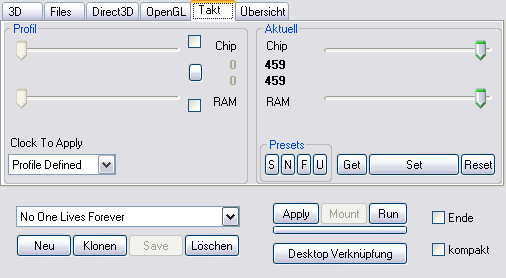 3D Files Direct3D OpenGL Takt Übersicht
Profil
Chip
0
0
RAM
Clock To Apply
Profile Defined
Aktuell
Chip
459
459
RAM
Presets
S N F U Get Set Reset
No One Lives Forever
Neu Klonen Save Löschen
Apply Mount Run
Desktop Verknüpfung
Ende
kompakt